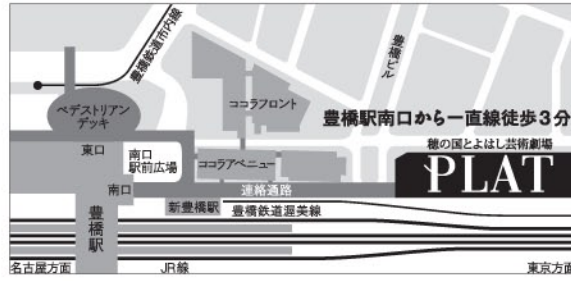 豊橋鉄道市内線
豊橋ビル
ペデストリアン
デッキ
ココラフロント
豊橋駅南口から一直線徒歩3分
穂の国とよはし芸術劇場
PLAT
東口
南口
駅前広場
ココラアベニュー
南口
連絡通路
新豊橋駅
豊橋鉄道渥美線
豊橋駅
名古屋方面
JR線
東京方面